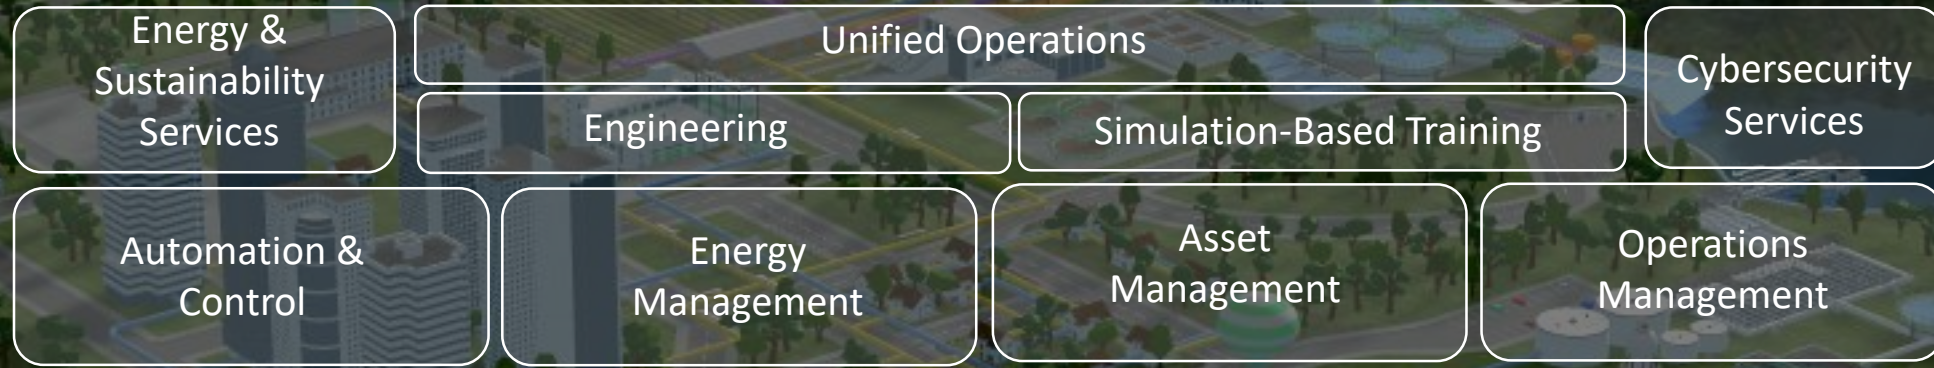 Energy &
Sustainability
Services
Unified Operations
Engineering
Simulation-Based Training
Cybersecurity
Services
Automation &
Control
Energy
Management
Asset
Management
Operations
Management